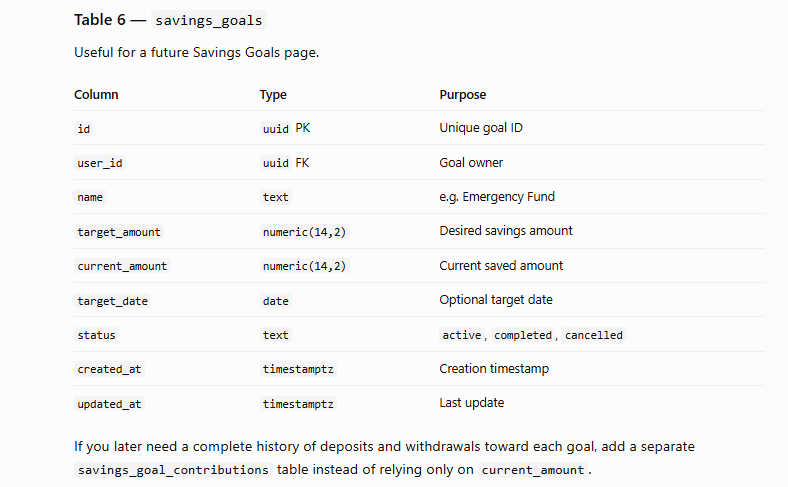 Table 6 — savings_goals
Useful for a future Savings Goals page.
Column Type Purpose
id uuid PK Unique goal ID
user_id uuid FK Goal owner
name text e.g. Emergency Fund
target_amount numeric(14,2) Desired savings amount
current_amount numeric(14,2) Current saved amount
target_date date Optional target date
status text active, completed, cancelled
created_at timestamptz Creation timestamp
updated_at timestamptz Last update
If you later need a complete history of deposits and withdrawals toward each goal, add a separate
savings_goal_contributions table instead of relying only on current_amount.